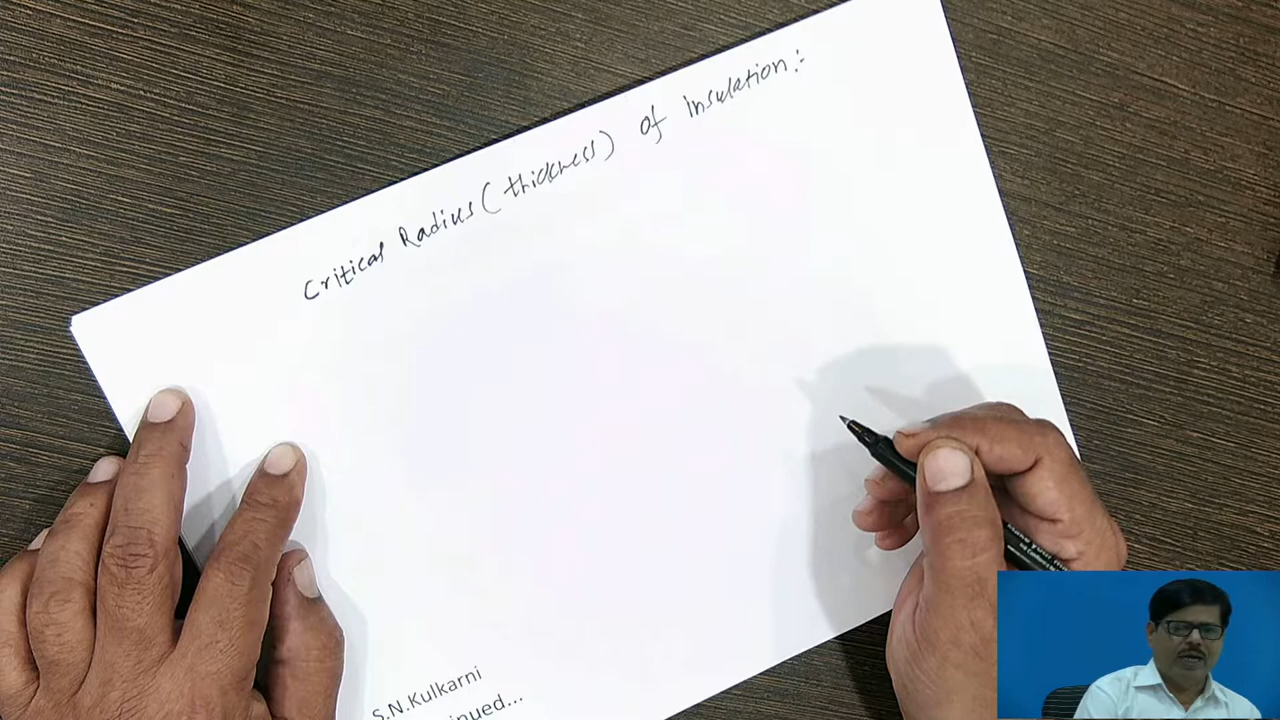 Critical Radius (thickness) of insulation :-
S.N.Kulkarni